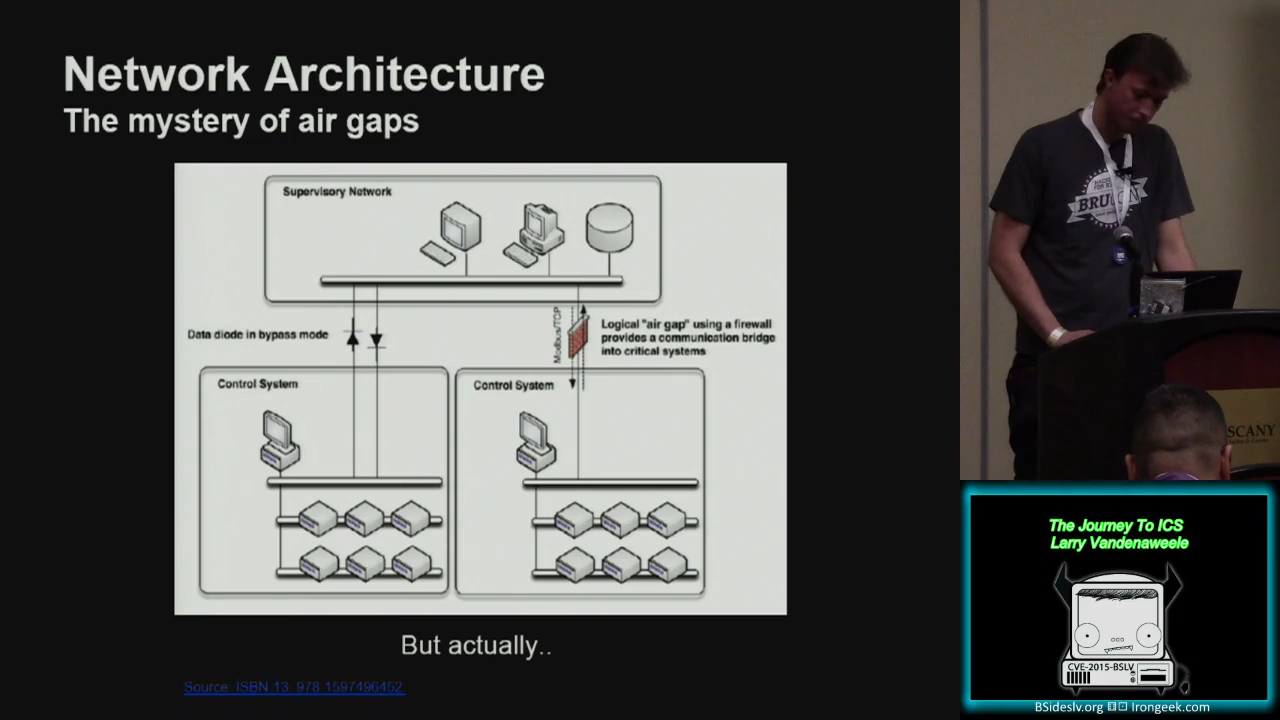 Network Architecture
The mystery of air gaps
Supervisory Network
Data diode in bypass mode
Modbus/TCP
Logical "air gap" using a firewall
provides a communication bridge
into critical systems
Control System
Control System
But actually..
Source: ISBN 13: 978 1597496452
BRUCON
SCANY
The Journey To ICS
Larry Vandenaweele
CVE-2015-BSLV
BSideslv.org
Irongeek.com